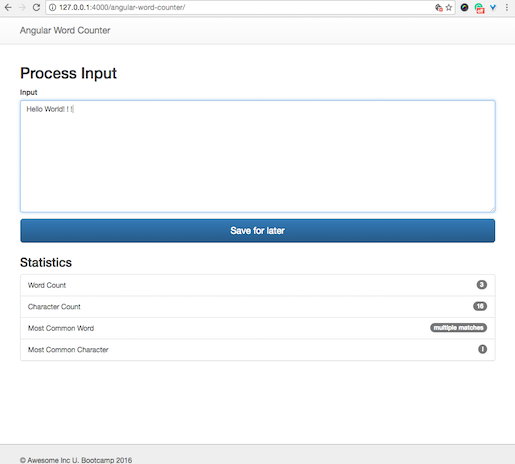 127.0.0.1:4000/angular-word-counter/
Angular Word Counter
Process Input
Input
Hello World! ! !
Save for later
Statistics
Word Count
3
Character Count
16
Most Common Word
multiple matches
Most Common Character
l
© Awesome Inc U. Bootcamp 2016